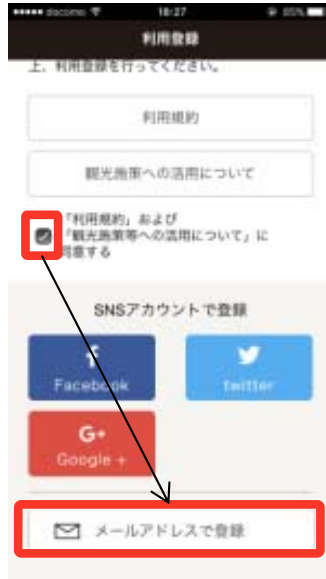 docomo 18:27 85%
利用登録
上、利用登録を行ってください。
利用規約
観光施策への活用について
「利用規約」および
「観光施策等への活用について」に
同意する
SNSアカウントで登録
f
Facebook
twitter
G+
Google +
メールアドレスで登録